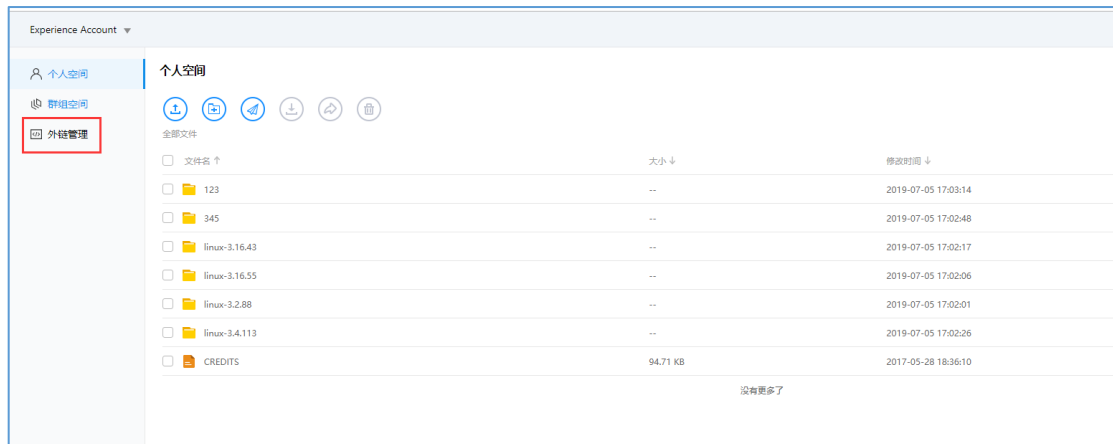 Experience Account
个人空间
群组空间
外链管理
个人空间
全部文件
文件名 大小 修改时间
123 -- 2019-07-05 17:03:14
345 -- 2019-07-05 17:02:48
linux-3.16.43 -- 2019-07-05 17:02:17
linux-3.16.55 -- 2019-07-05 17:02:06
linux-3.2.88 -- 2019-07-05 17:02:01
linux-3.4.113 -- 2019-07-05 17:02:26
CREDITS 94.71 KB 2017-05-28 18:36:10
没有更多了